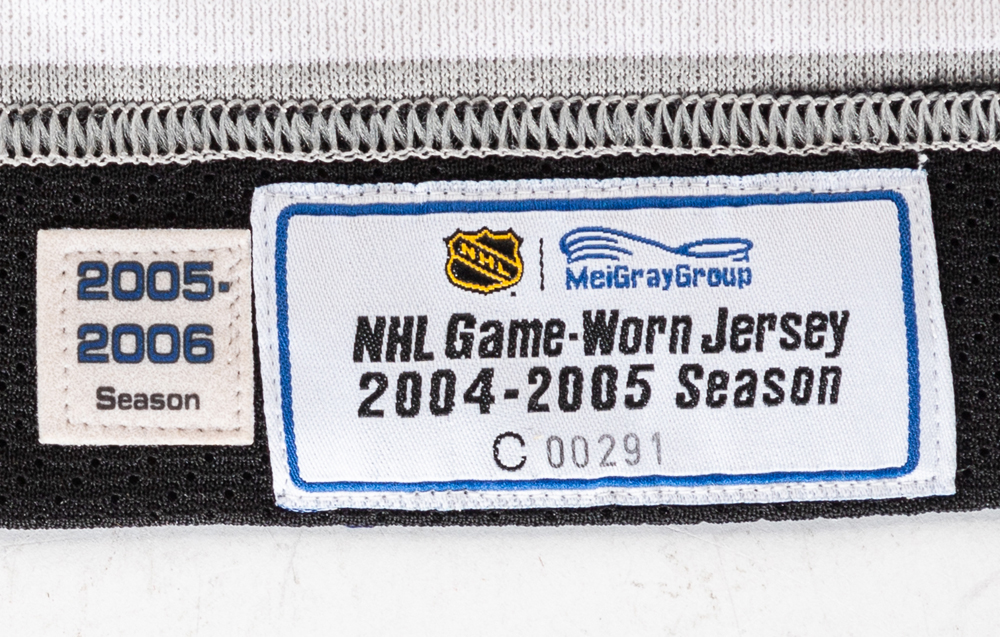 2005-
2006
Season
NHL | MeiGrayGroup
NHL Game-Worn Jersey
2004-2005 Season
C 00291